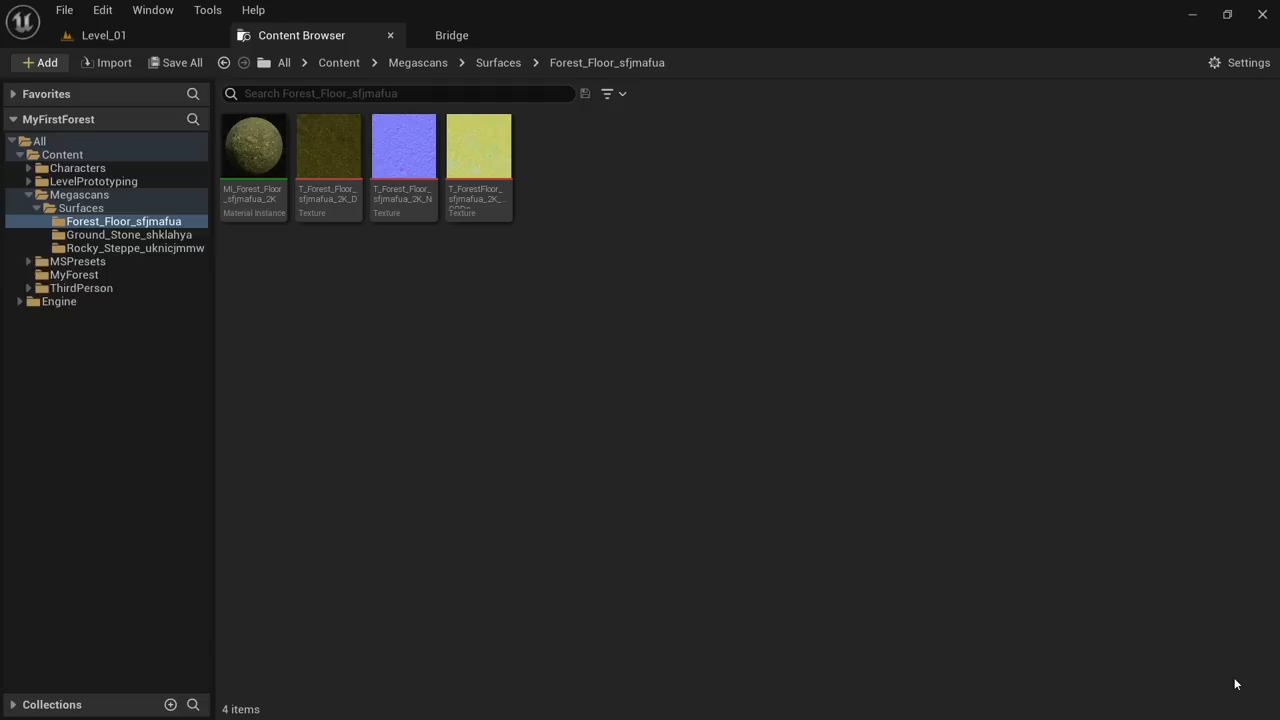 File Edit Window Tools Help
Level_01 Content Browser Bridge
Add Import Save All All Content Megascans Surfaces Forest_Floor_sfjmafua Settings
Favorites
Search Forest_Floor_sfjmafua
MyFirstForest
All
Content
Characters
LevelPrototyping
Megascans
Surfaces
Forest_Floor_sfjmafua
Ground_Stone_shklahya
Rocky_Steppe_uknicjmmw
MSPresets
MyForest
ThirdPerson
Engine
MI_Forest_Floor
_sfjmafua_2K
Material Instance
T_Forest_Floor_
sfjmafua_2K_D
Texture
T_Forest_Floor_
sfjmafua_2K_N
Texture
T_ForestFloor_
sfjmafua_2K_...
Texture
Collections
4 items